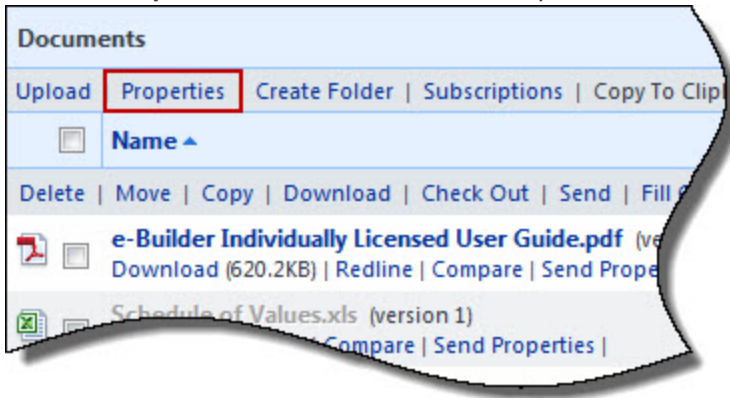 Documents
Upload Properties Create Folder | Subscriptions | Copy To Clip
Name
Delete | Move | Copy | Download | Check Out | Send | Fill
e-Builder Individually Licensed User Guide.pdf (ve
Download (620.2KB) | Redline | Compare | Send Prope
Schedule of Values.xls (version 1)
Compare | Send Properties |